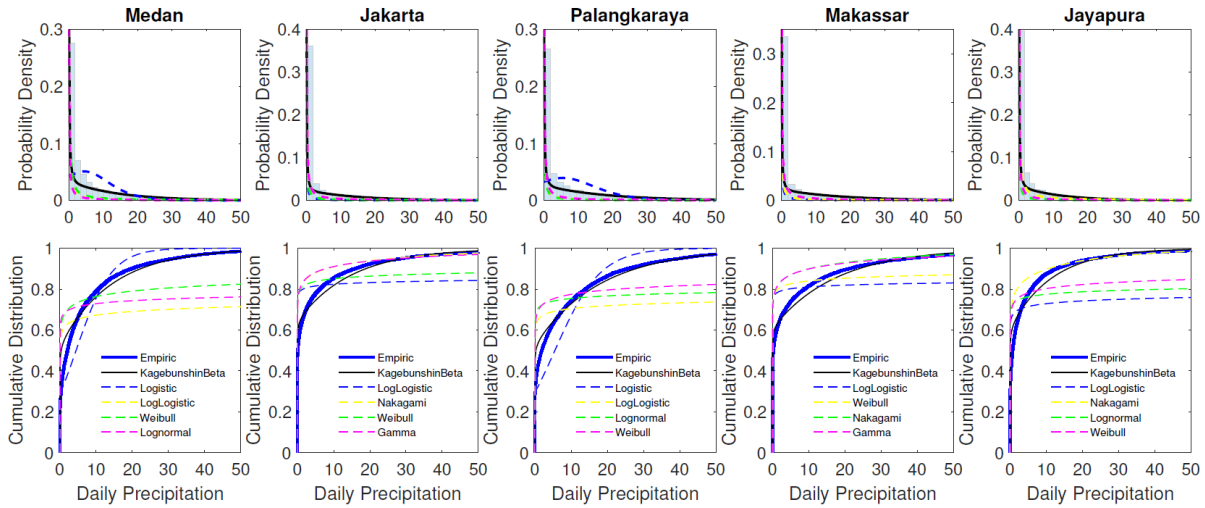 Medan
Jakarta
Palangkaraya
Makassar
Jayapura
Probability Density
0.3
0.2
0.1
0
0 10 20 30 40 50
Probability Density
0.4
0.3
0.2
0.1
0
0 10 20 30 40 50
Probability Density
0.3
0.2
0.1
0
0 10 20 30 40 50
Probability Density
0.3
0.2
0.1
0
0 10 20 30 40 50
Probability Density
0.4
0.3
0.2
0.1
0
0 10 20 30 40 50
Cumulative Distribution
1
0.8
0.6
0.4
0.2
0
Empiric
KagebunshinBeta
Logistic
LogLogistic
Weibull
Lognormal
0 10 20 30 40 50
Daily Precipitation
Cumulative Distribution
1
0.8
0.6
0.4
0.2
0
Empiric
KagebunshinBeta
LogLogistic
Nakagami
Weibull
Gamma
0 10 20 30 40 50
Daily Precipitation
Cumulative Distribution
1
0.8
0.6
0.4
0.2
0
Empiric
KagebunshinBeta
Logistic
LogLogistic
Lognormal
Weibull
0 10 20 30 40 50
Daily Precipitation
Cumulative Distribution
1
0.8
0.6
0.4
0.2
0
Empiric
KagebunshinBeta
LogLogistic
Weibull
Nakagami
Gamma
0 10 20 30 40 50
Daily Precipitation
Cumulative Distribution
1
0.8
0.6
0.4
0.2
0
Empiric
KagebunshinBeta
LogLogistic
Nakagami
Lognormal
Weibull
0 10 20 30 40 50
Daily Precipitation